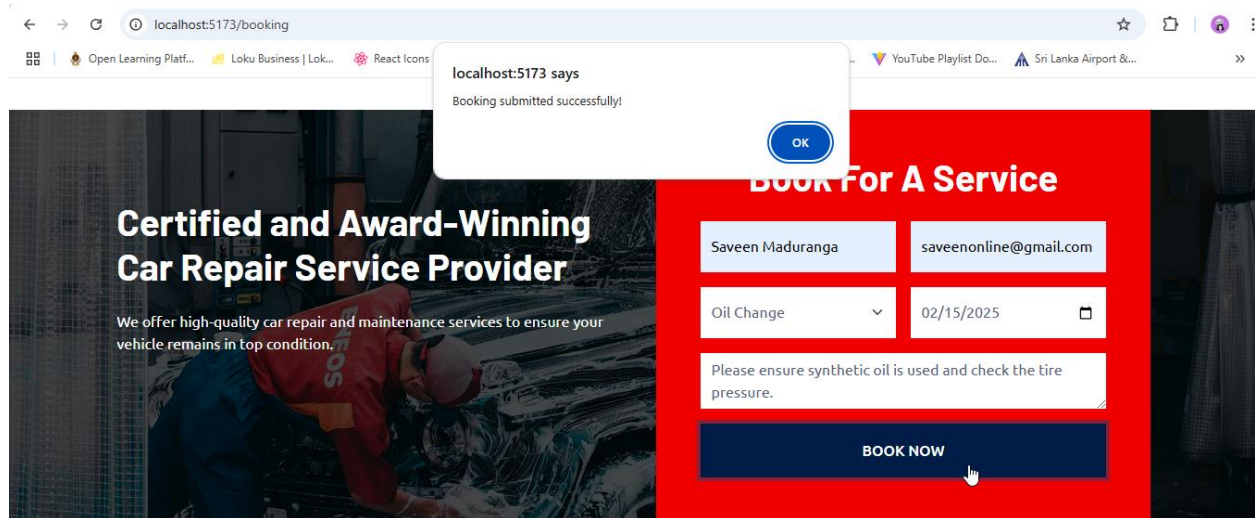 localhost:5173/booking
Open Learning Platf...
Loku Business | Lok...
React Icons
YouTube Playlist Do...
Sri Lanka Airport &...
localhost:5173 says
Booking submitted successfully!
OK
Book For A Service
Certified and Award-Winning
Car Repair Service Provider
We offer high-quality car repair and maintenance services to ensure your
vehicle remains in top condition.
ENEOS
Saveen Maduranga
saveenonline@gmail.com
Oil Change
02/15/2025
Please ensure synthetic oil is used and check the tire
pressure.
BOOK NOW